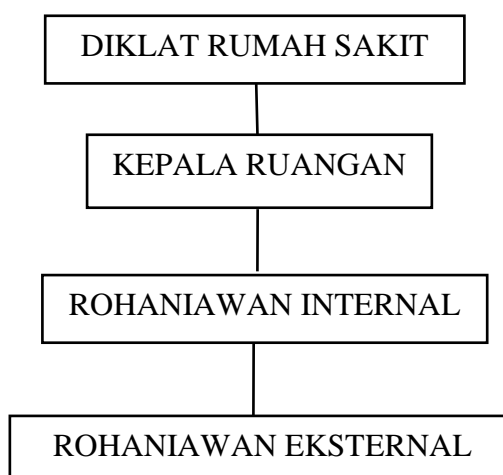 DIKLAT RUMAH SAKIT
KEPALA RUANGAN
ROHANIAWAN INTERNAL
ROHANIAWAN EKSTERNAL